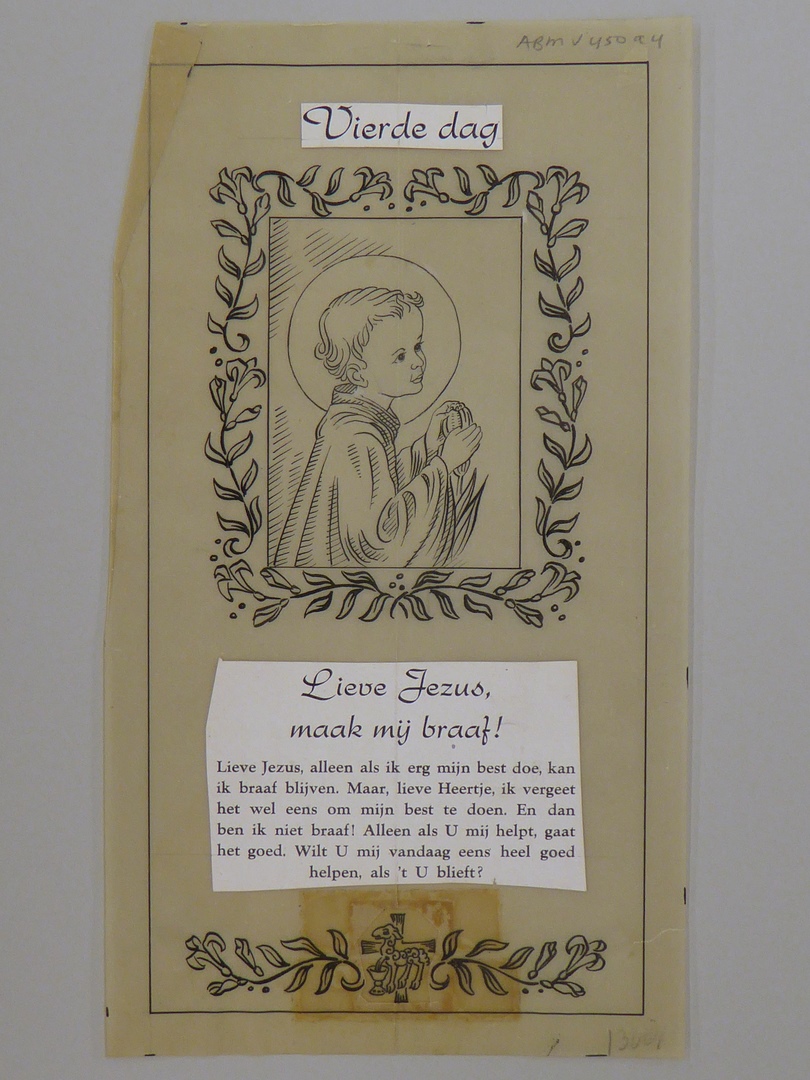 ABM V 450 a 4
Vierde dag
Lieve Jezus,
maak mij braaf!
Lieve Jezus, alleen als ik erg mijn best doe, kan
ik braaf blijven. Maar, lieve Heertje, ik vergeet
het wel eens om mijn best te doen. En dan
ben ik niet braaf! Alleen als U mij helpt, gaat
het goed. Wilt U mij vandaag eens heel goed
helpen, als 't U blieft?